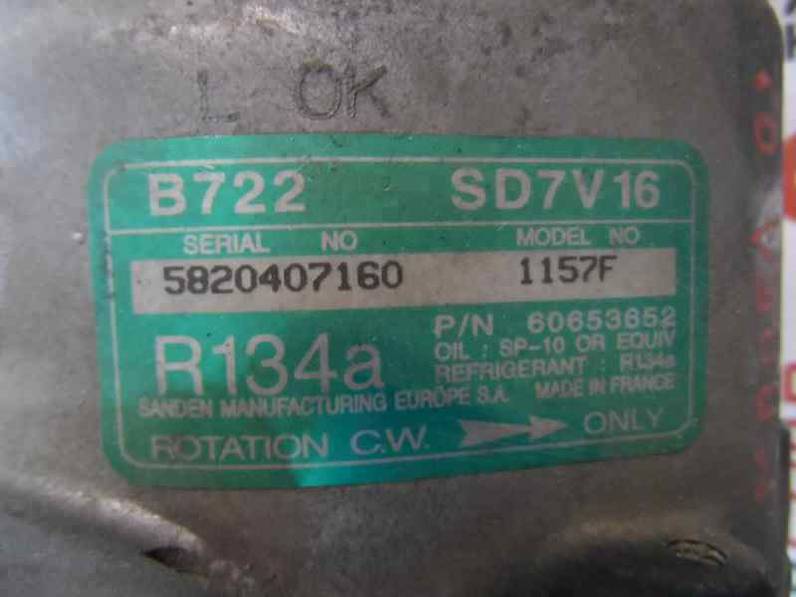 L OK
B722 SD7V16
SERIAL NO MODEL NO
5820407160 1157F
R134a
P/N 60653652
OIL : SP-10 OR EQUIV
REFRIGERANT : R134a
SANDEN MANUFACTURING EUROPE S.A. MADE IN FRANCE
ROTATION C.W. ONLY